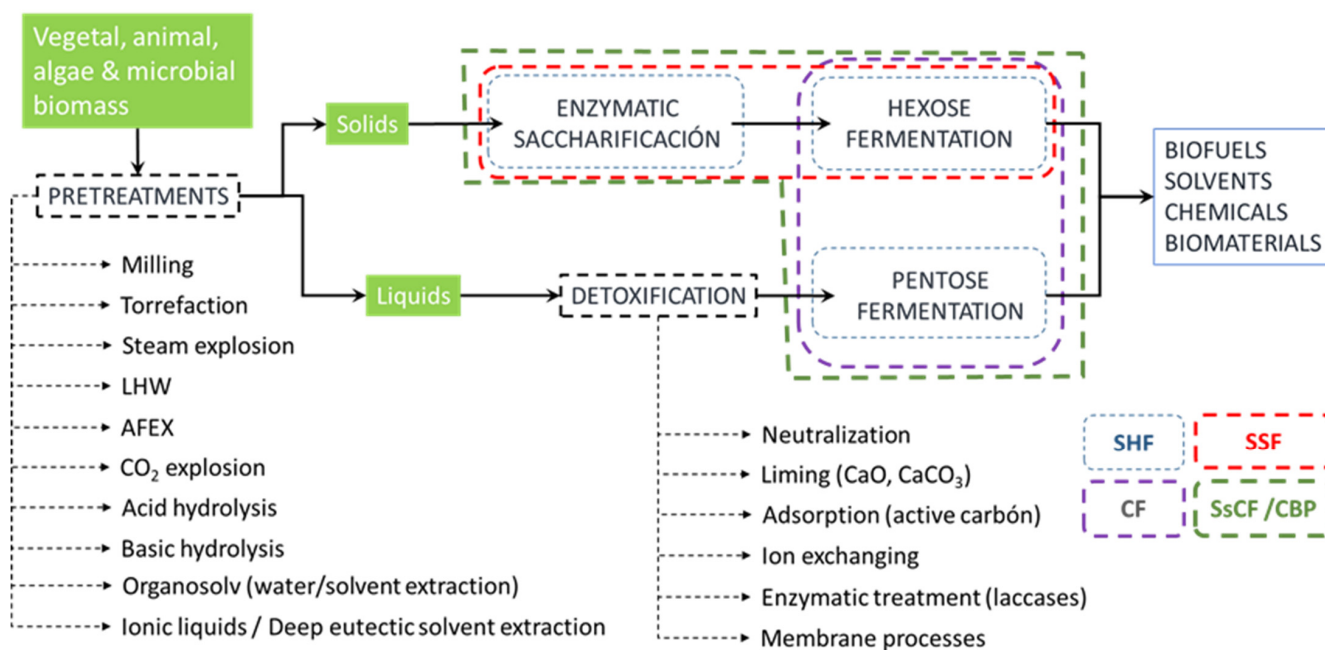 Vegetal, animal,
algae & microbial
biomass
PRETREATMENTS
Milling
Torrefaction
Steam explosion
LHW
AFEX
CO₂ explosion
Acid hydrolysis
Basic hydrolysis
Organosolv (water/solvent extraction)
Ionic liquids / Deep eutectic solvent extraction
Solids
ENZYMATIC
SACCHARIFICACIÓN
HEXOSE
FERMENTATION
Liquids
DETOXIFICATION
PENTOSE
FERMENTATION
Neutralization
Liming (CaO, CaCO₃)
Adsorption (active carbón)
Ion exchanging
Enzymatic treatment (laccases)
Membrane processes
BIOFUELS
SOLVENTS
CHEMICALS
BIOMATERIALS
SHF
SSF
CF
SsCF /CBP